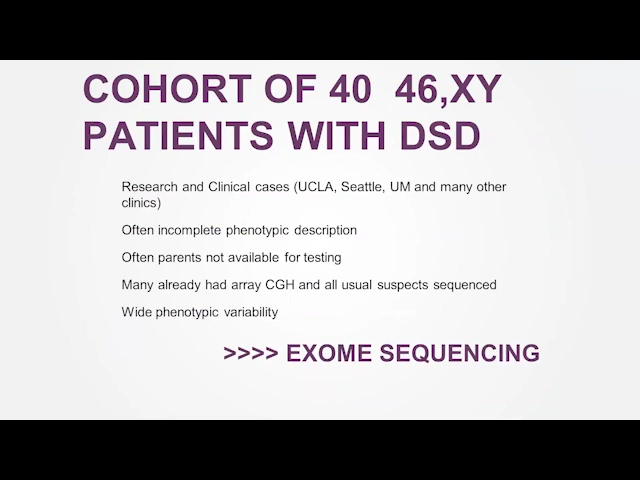 COHORT OF 40  46,XY
PATIENTS WITH DSD
Research and Clinical cases (UCLA, Seattle, UM and many other
clinics)
Often incomplete phenotypic description
Often parents not available for testing
Many already had array CGH and all usual suspects sequenced
Wide phenotypic variability
>>>> EXOME SEQUENCING